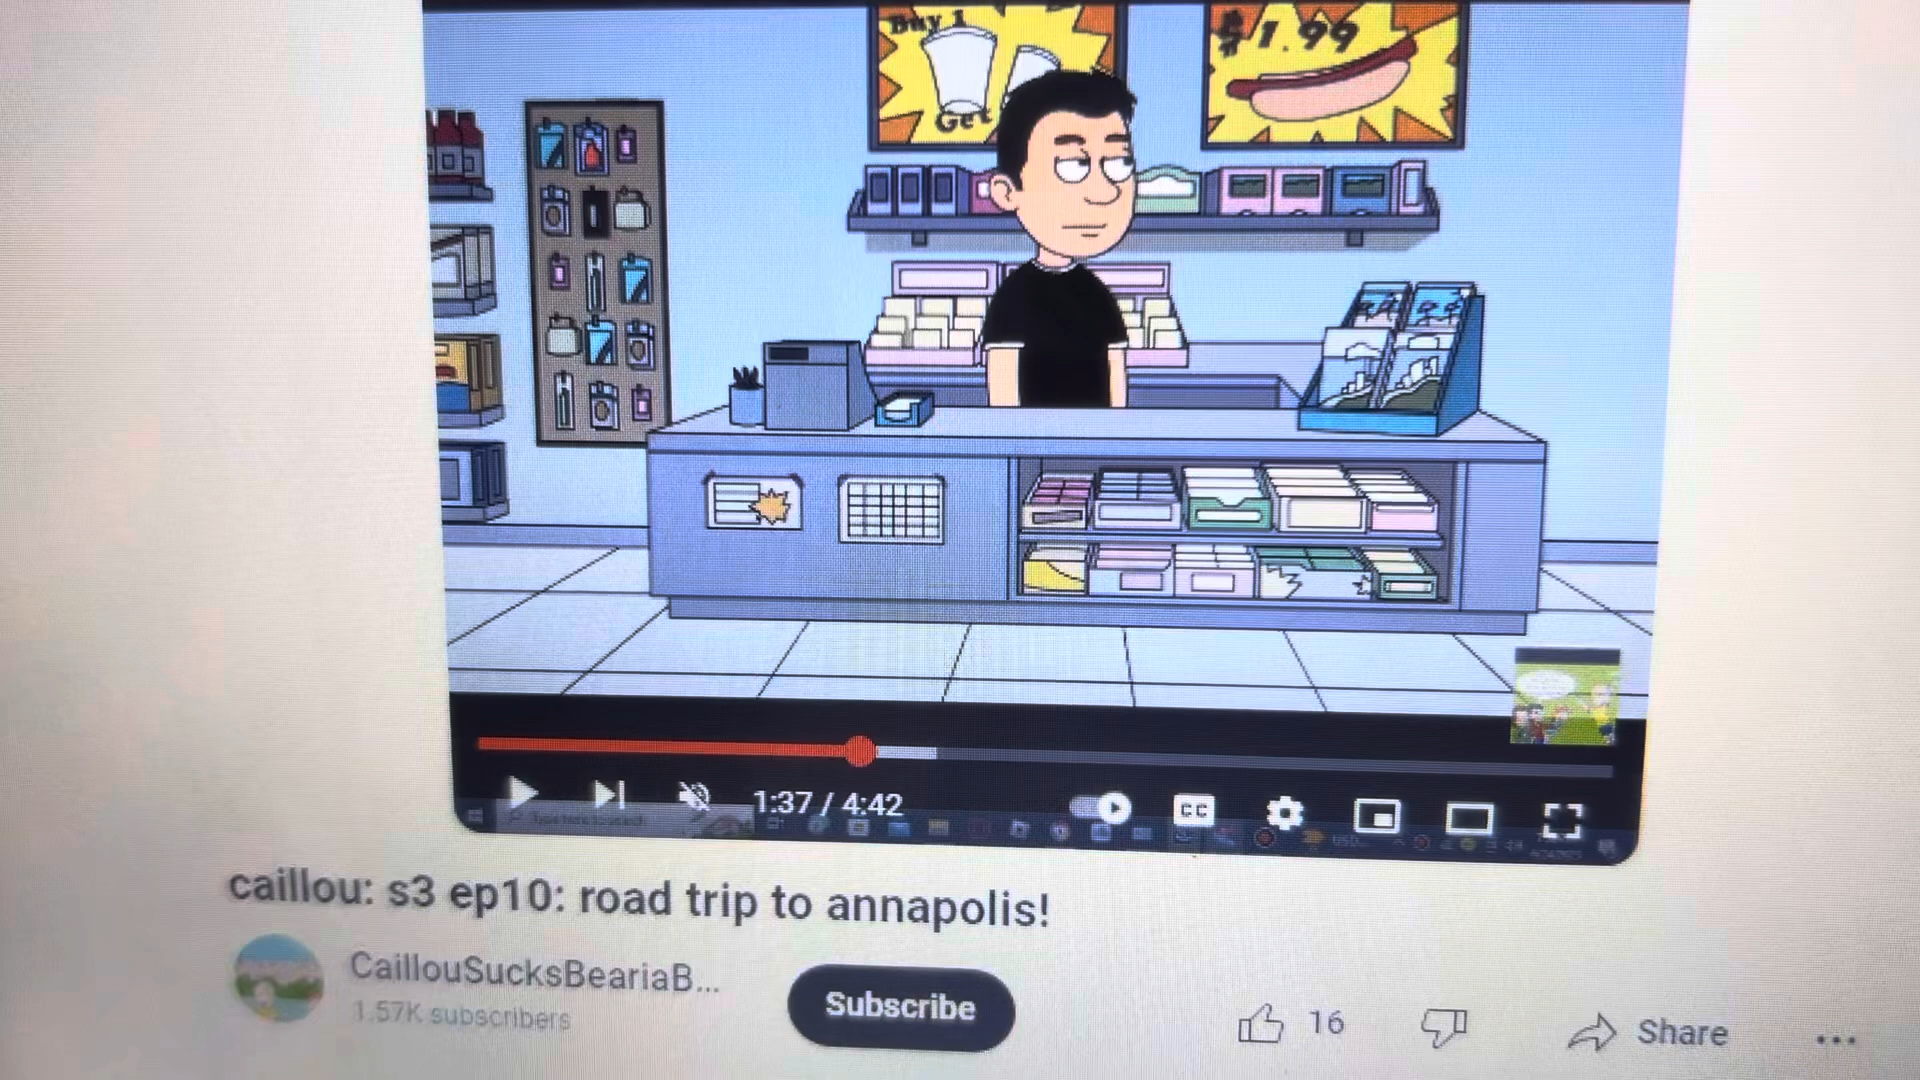 Buy 1
Get
$1.99
1:37 / 4:42
CC
caillou: s3 ep10: road trip to annapolis!
CaillouSucksBeariaB...
1.57K subscribers
Subscribe
16
Share